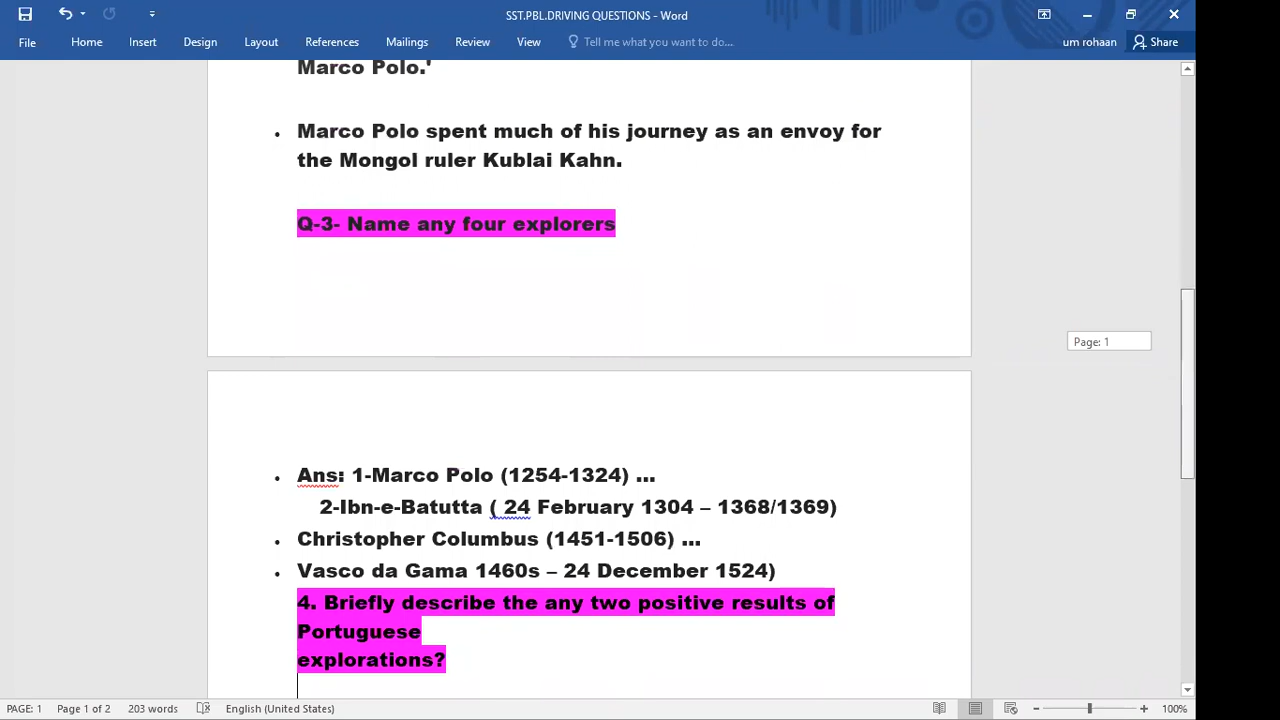 SST.PBL.DRIVING QUESTIONS - Word
File Home Insert Design Layout References Mailings Review View Tell me what you want to do... um rohaan Share
Marco Polo.'
• Marco Polo spent much of his journey as an envoy for
the Mongol ruler Kublai Kahn.
Q-3- Name any four explorers
Page: 1
• Ans: 1-Marco Polo (1254-1324) ...
2-Ibn-e-Batutta ( 24 February 1304 – 1368/1369)
• Christopher Columbus (1451-1506) ...
• Vasco da Gama 1460s – 24 December 1524)
4. Briefly describe the any two positive results of
Portuguese
explorations?
PAGE: 1 Page 1 of 2 203 words English (United States) 100%